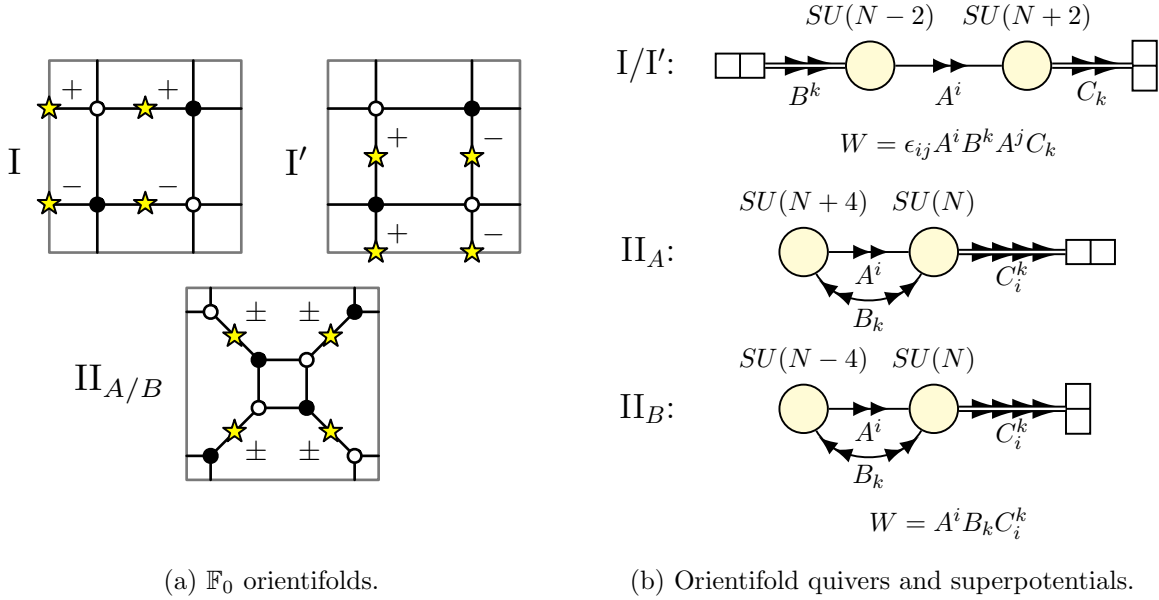 I
+
+
−
−
I′
+
−
+
−
II_{A/B}
±
±
±
±
(a) 𝔽₀ orientifolds.
I/I′:
SU(N − 2)
SU(N + 2)
B^k
A^i
C_k
W = ϵ_{ij}A^iB^kA^jC_k
II_A:
SU(N + 4)
SU(N)
A^i
C_i^k
B_k
II_B:
SU(N − 4)
SU(N)
A^i
C_i^k
B_k
W = A^iB_kC_i^k
(b) Orientifold quivers and superpotentials.